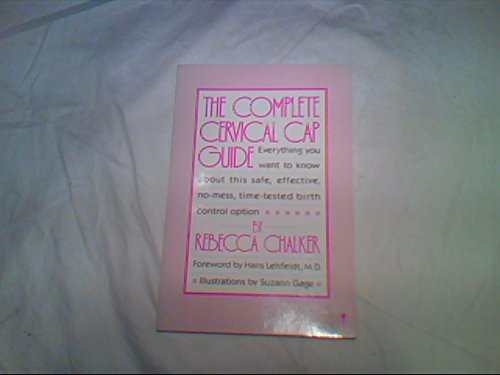 THE COMPLETE
CERVICAL CAP
GUIDE Everything you
want to know
about this safe, effective,
no-mess, time-tested birth
control option
BY
REBECCA CHALKER
Foreword by Hans Lehfeldt, M.D.
Illustrations by Suzann Gage